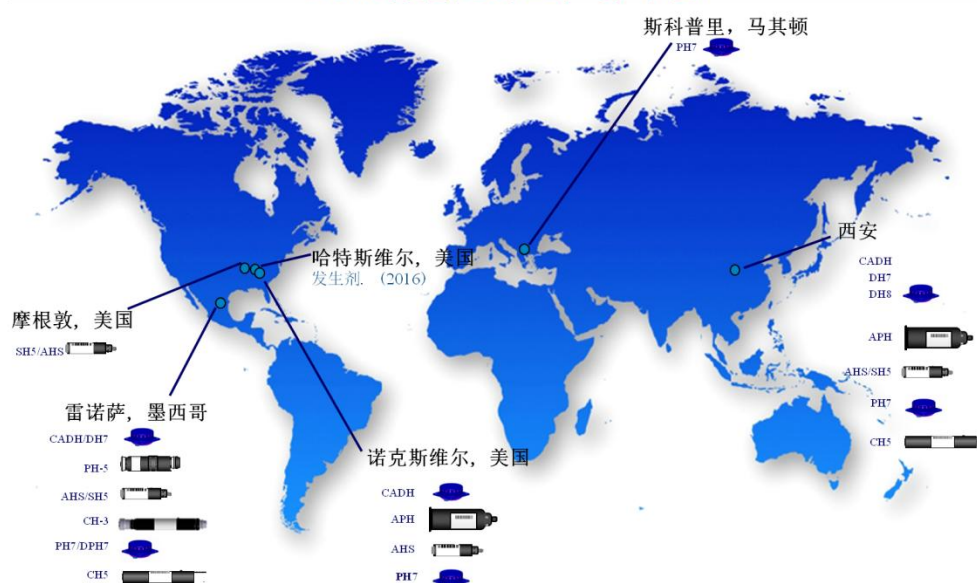 斯科普里，马其顿
PH7
西安
CADH
DH7
DH8
APH
AHS/SH5
PH7
CH5
哈特斯维尔，美国
发生剂. (2016)
摩根敦，美国
SH5/AHS
雷诺萨，墨西哥
CADH/DH7
PH-5
AHS/SH5
CH-3
PH7/DPH7
CH5
诺克斯维尔，美国
CADH
APH
AHS
PH7